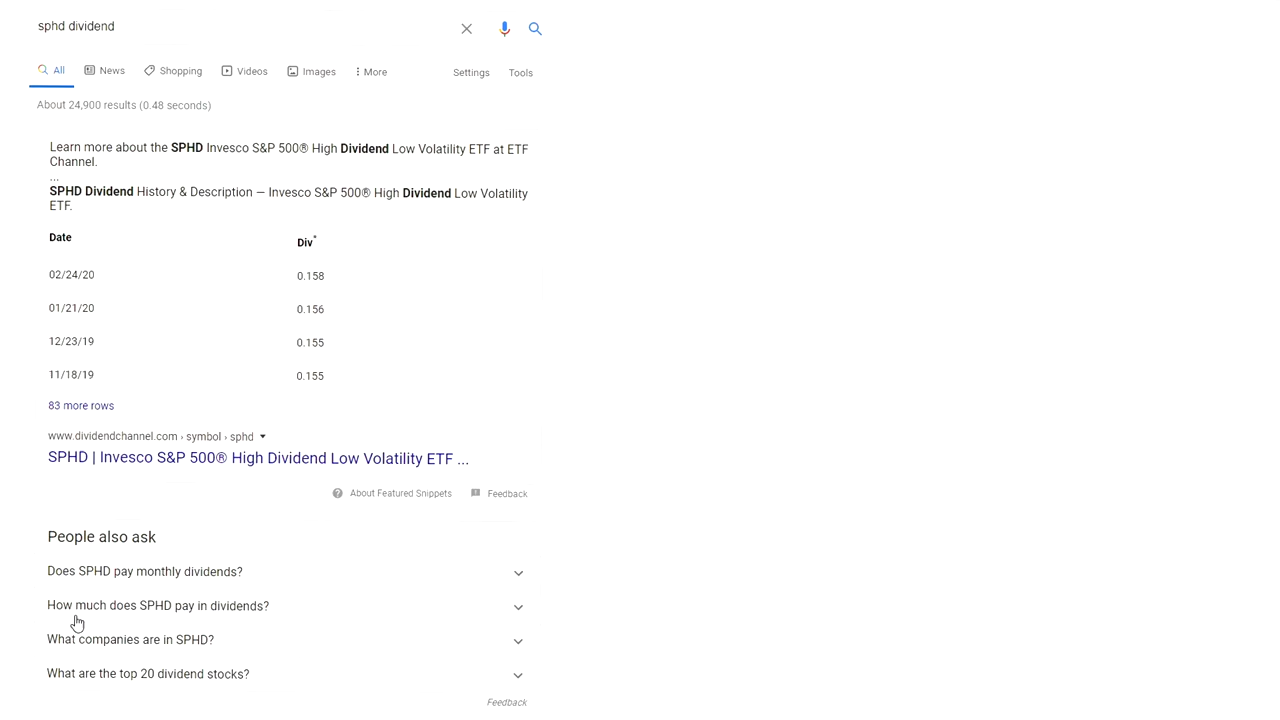 sphd dividend
All News Shopping Videos Images More Settings Tools
About 24,900 results (0.48 seconds)
Learn more about the SPHD Invesco S&P 500® High Dividend Low Volatility ETF at ETF
Channel.
...
SPHD Dividend History & Description — Invesco S&P 500® High Dividend Low Volatility
ETF.
Date Div*
02/24/20 0.158
01/21/20 0.156
12/23/19 0.155
11/18/19 0.155
83 more rows
www.dividendchannel.com › symbol › sphd
SPHD | Invesco S&P 500® High Dividend Low Volatility ETF ...
About Featured Snippets Feedback
People also ask
Does SPHD pay monthly dividends?
How much does SPHD pay in dividends?
What companies are in SPHD?
What are the top 20 dividend stocks?
Feedback